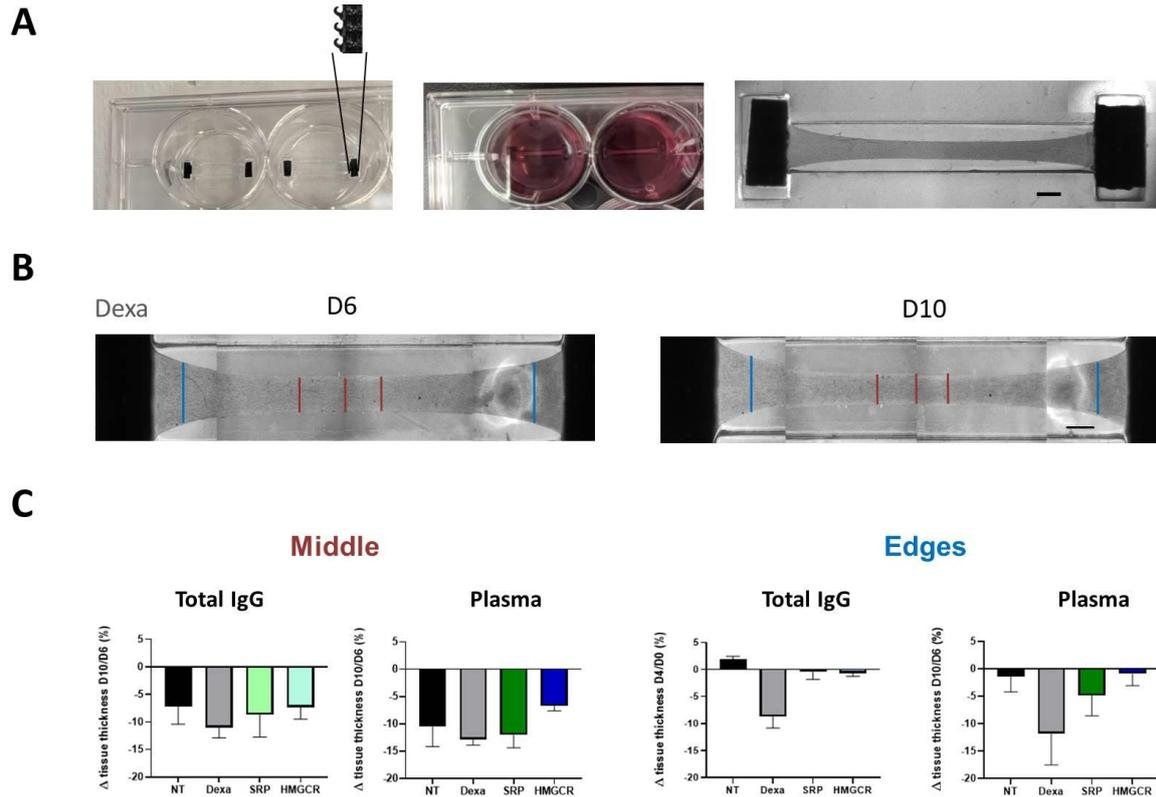 A
B
Dexa
D6
D10
C
Middle
Edges
Total IgG
Plasma
Total IgG
Plasma
Δ tissue thickness D10/D6 (%)
5
0
-5
-10
-15
-20
NT Dexa SRP HMGCR
Δ tissue thickness D10/D6 (%)
5
0
-5
-10
-15
-20
NT Dexa SRP HMGCR
Δ tissue thickness D4/D0 (%)
5
0
-5
-10
-15
-20
NT Dexa SRP HMGCR
Δ tissue thickness D10/D6 (%)
5
0
-5
-10
-15
-20
NT Dexa SRP HMGCR